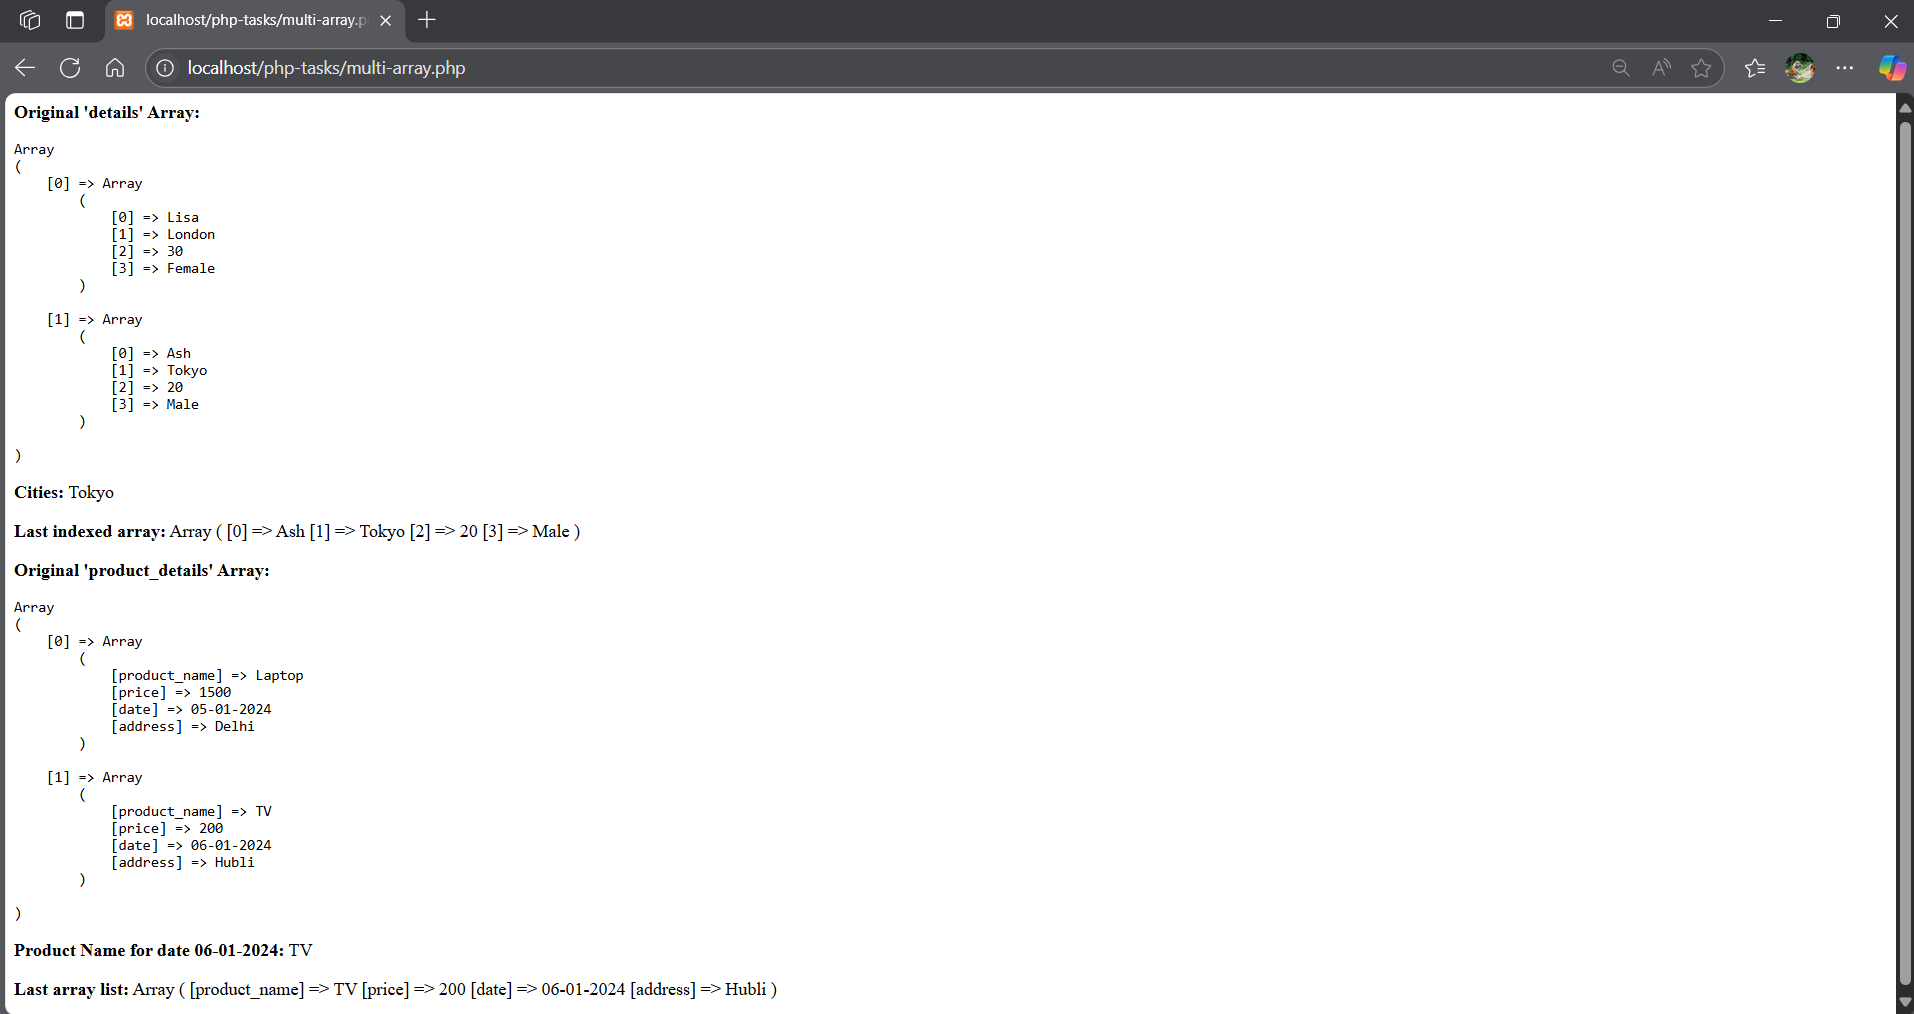 localhost/php-tasks/multi-array.p
localhost/php-tasks/multi-array.php
Original 'details' Array:
Array
(
    [0] => Array
        (
            [0] => Lisa
            [1] => London
            [2] => 30
            [3] => Female
        )
    [1] => Array
        (
            [0] => Ash
            [1] => Tokyo
            [2] => 20
            [3] => Male
        )
)
Cities: Tokyo
Last indexed array: Array ( [0] => Ash [1] => Tokyo [2] => 20 [3] => Male )
Original 'product_details' Array:
Array
(
    [0] => Array
        (
            [product_name] => Laptop
            [price] => 1500
            [date] => 05-01-2024
            [address] => Delhi
        )
    [1] => Array
        (
            [product_name] => TV
            [price] => 200
            [date] => 06-01-2024
            [address] => Hubli
        )
)
Product Name for date 06-01-2024: TV
Last array list: Array ( [product_name] => TV [price] => 200 [date] => 06-01-2024 [address] => Hubli )